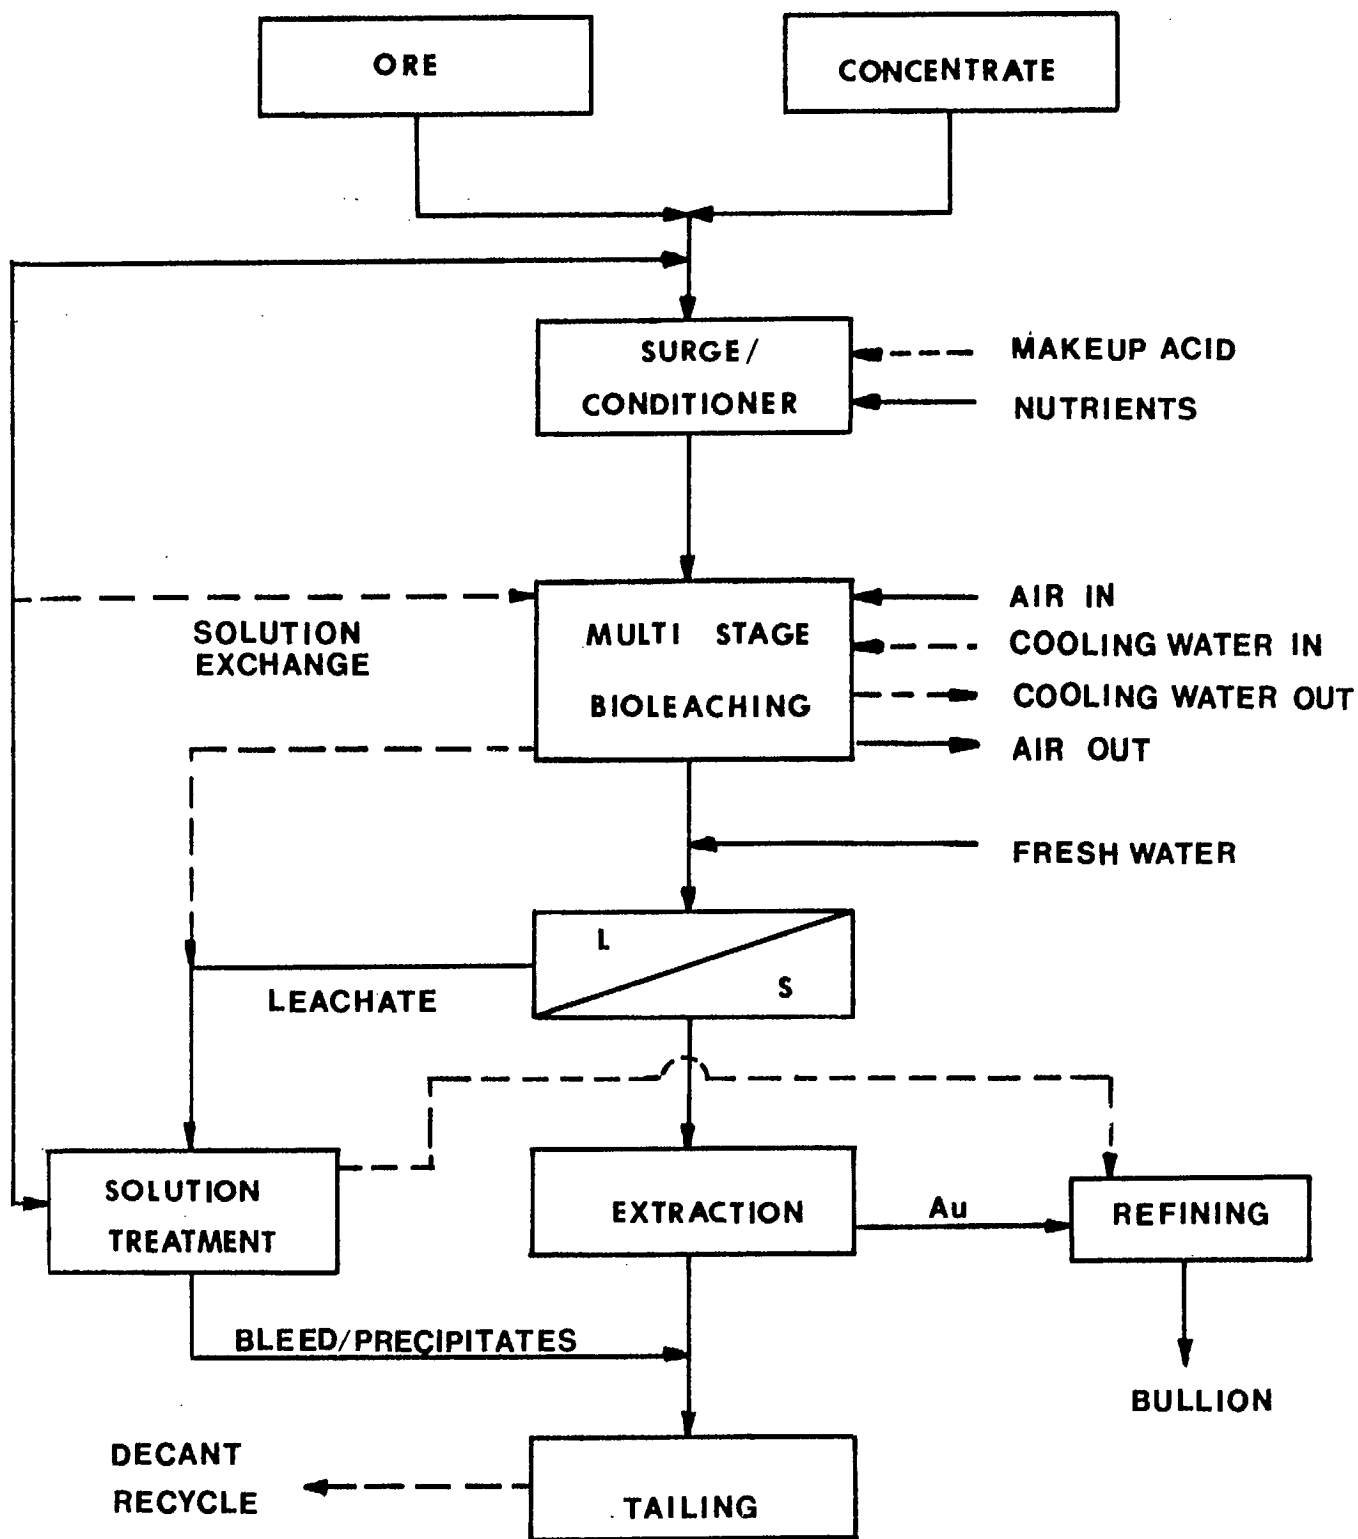 ORE
CONCENTRATE
SURGE/
CONDITIONER
MAKEUP ACID
NUTRIENTS
SOLUTION
EXCHANGE
MULTI STAGE
BIOLEACHING
AIR IN
COOLING WATER IN
COOLING WATER OUT
AIR OUT
FRESH WATER
L
S
LEACHATE
SOLUTION
TREATMENT
EXTRACTION
Au
REFINING
BLEED/PRECIPITATES
BULLION
DECANT
RECYCLE
TAILING